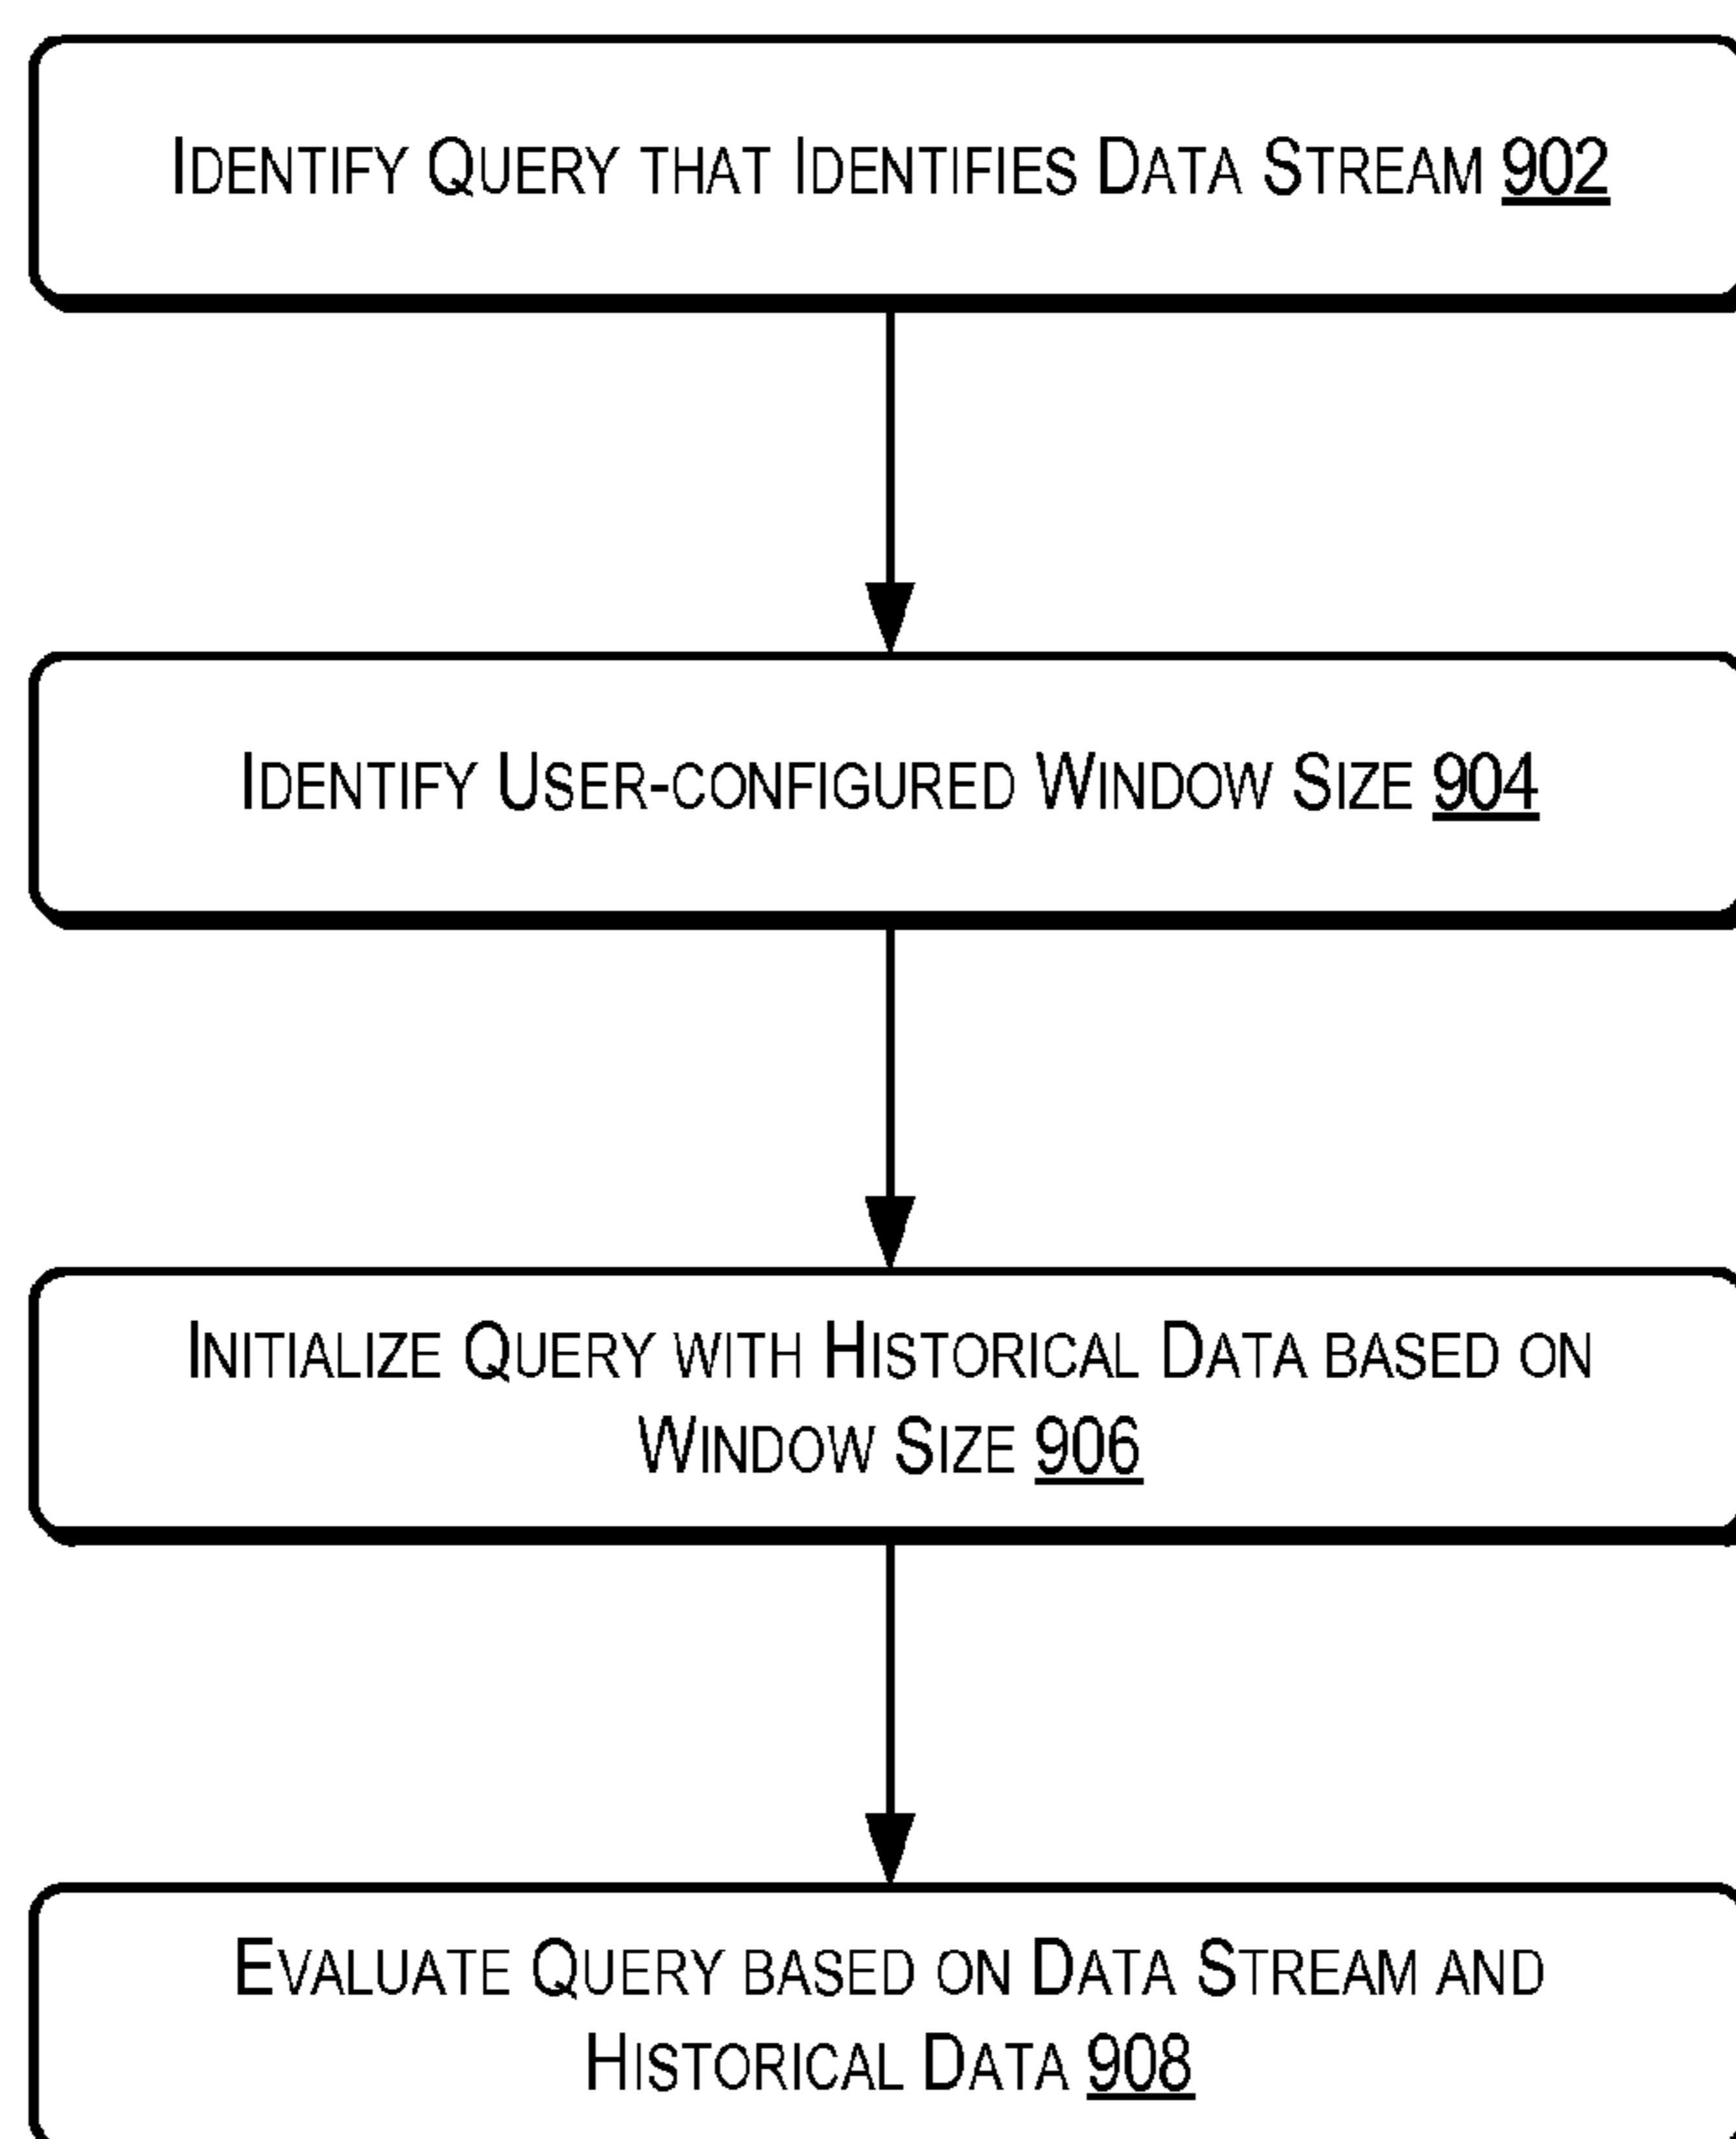 Identify Query that Identifies Data Stream 902
Identify User-configured Window Size 904
Initialize Query with Historical Data based on
Window Size 906
Evaluate Query based on Data Stream and
Historical Data 908